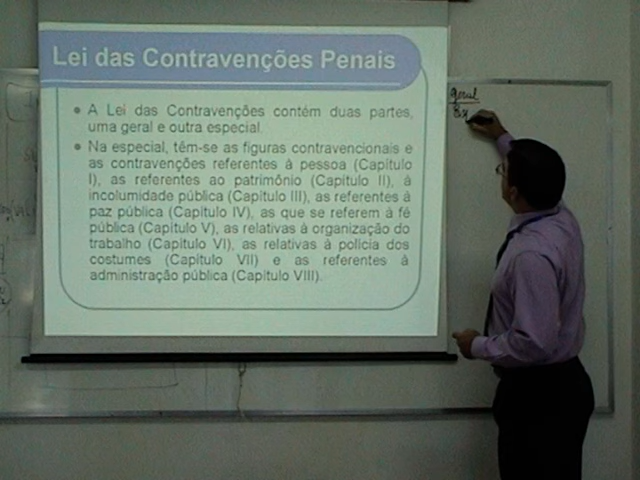 Lei das Contravenções Penais
A Lei das Contravenções contém duas partes,
uma geral e outra especial.
Na especial, têm-se as figuras contravencionais e
as contravenções referentes à pessoa (Capítulo
I), as referentes ao patrimônio (Capítulo II), à
incolumidade pública (Capítulo III), as referentes à
paz pública (Capítulo IV), as que se referem à fé
pública (Capítulo V), as relativas à organização do
trabalho (Capítulo VI), as relativas à polícia dos
costumes (Capítulo VII) e as referentes à
administração pública (Capítulo VIII).
geral